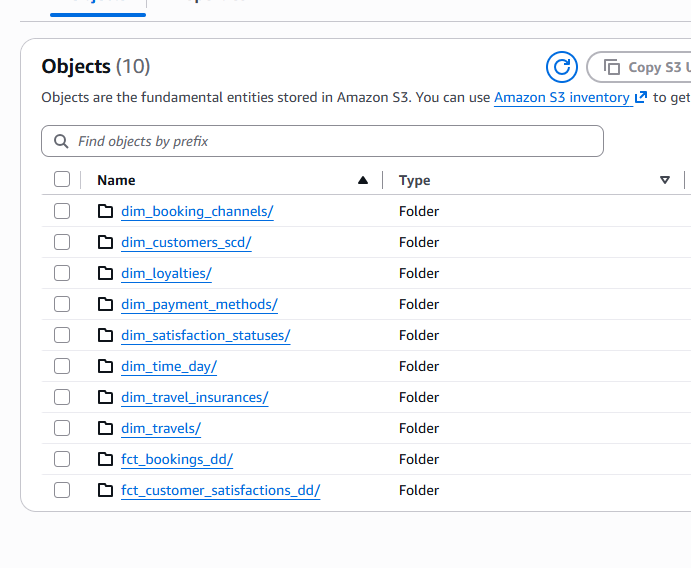 Objects (10)
Copy S3 U
Objects are the fundamental entities stored in Amazon S3. You can use Amazon S3 inventory to get
Find objects by prefix
Name Type
dim_booking_channels/ Folder
dim_customers_scd/ Folder
dim_loyalties/ Folder
dim_payment_methods/ Folder
dim_satisfaction_statuses/ Folder
dim_time_day/ Folder
dim_travel_insurances/ Folder
dim_travels/ Folder
fct_bookings_dd/ Folder
fct_customer_satisfactions_dd/ Folder